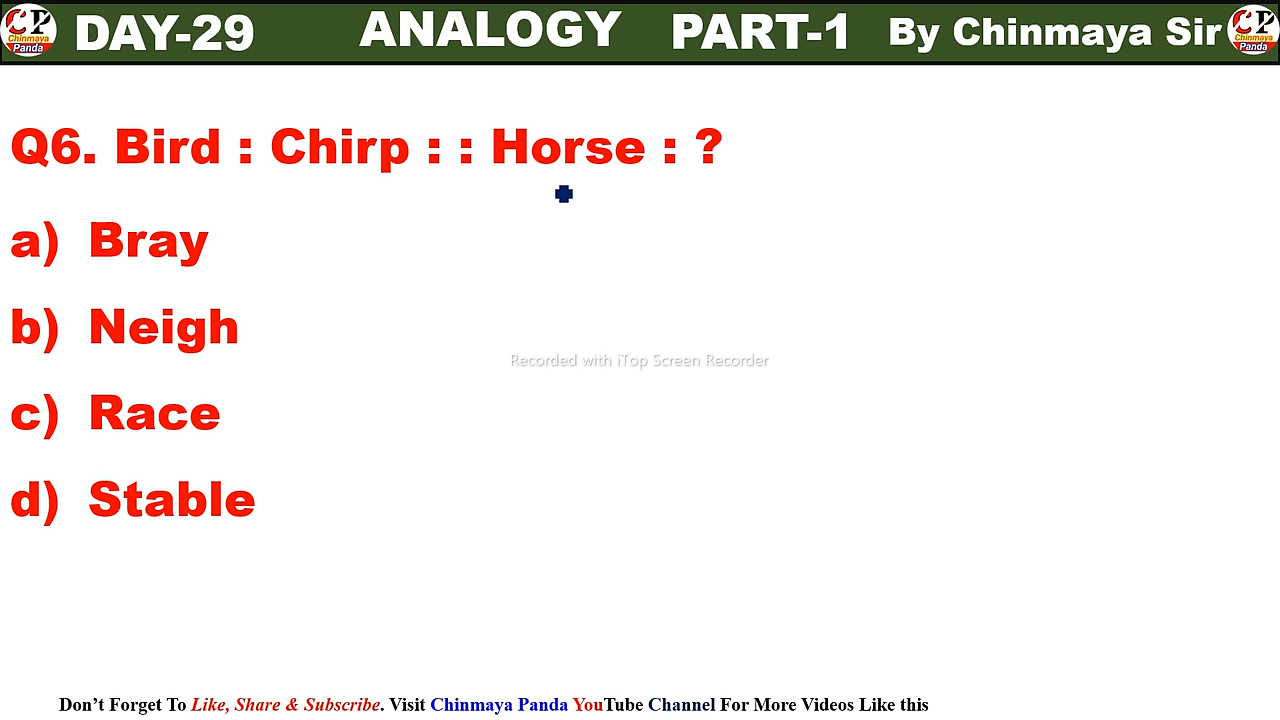 CP Chinmaya Panda DAY-29 ANALOGY PART-1 By Chinmaya Sir CP Chinmaya Panda
Q6. Bird : Chirp : : Horse : ?
a) Bray
b) Neigh
Recorded with iTop Screen Recorder
c) Race
d) Stable
Don’t Forget To Like, Share & Subscribe. Visit Chinmaya Panda YouTube Channel For More Videos Like this